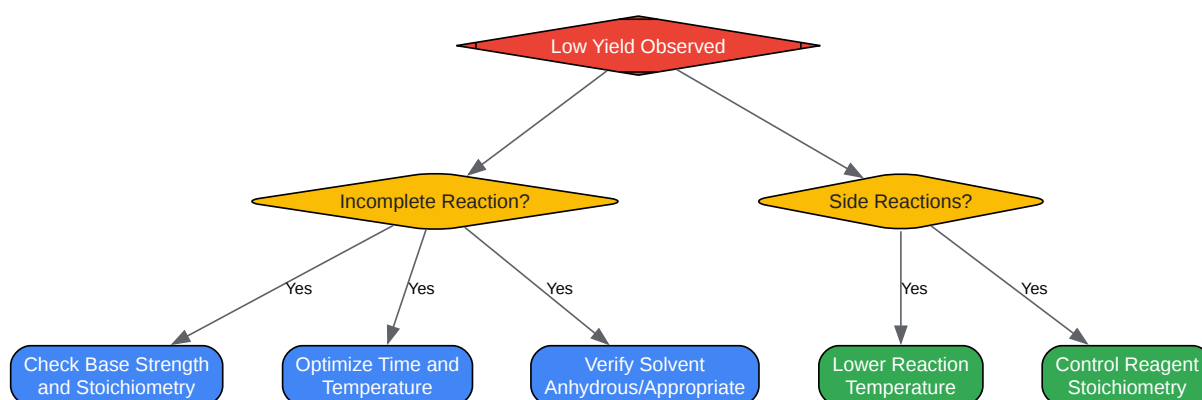 Low Yield Observed
Incomplete Reaction?
Side Reactions?
Yes
Yes
Yes
Yes
Yes
Check Base Strength
and Stoichiometry
Optimize Time and
Temperature
Verify Solvent
Anhydrous/Appropriate
Lower Reaction
Temperature
Control Reagent
Stoichiometry